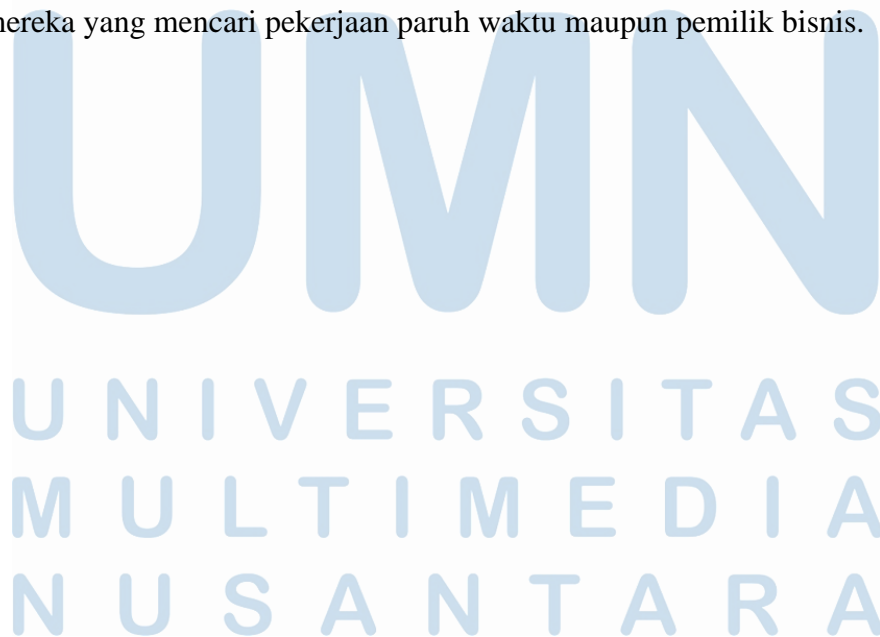 mereka yang mencari pekerjaan paruh waktu maupun pemilik bisnis.
UMN
UNIVERSITAS
MULTIMEDIA
NUSANTARA